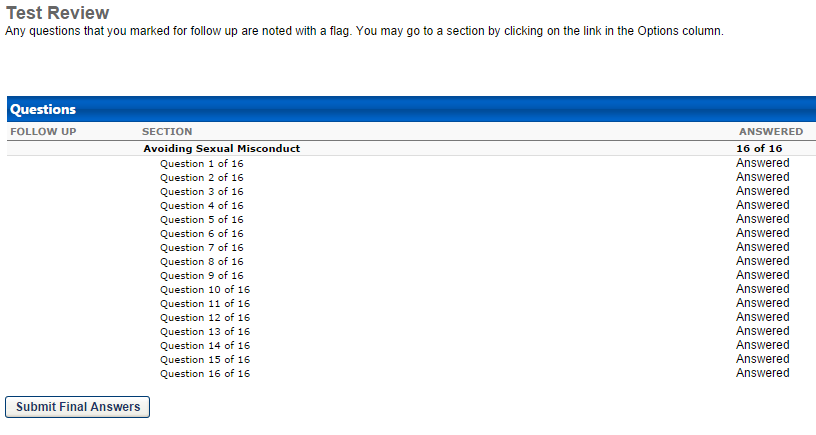 Test Review
Any questions that you marked for follow up are noted with a flag. You may go to a section by clicking on the link in the Options column.
Questions
FOLLOW UP SECTION ANSWERED
Avoiding Sexual Misconduct 16 of 16
Question 1 of 16 Answered
Question 2 of 16 Answered
Question 3 of 16 Answered
Question 4 of 16 Answered
Question 5 of 16 Answered
Question 6 of 16 Answered
Question 7 of 16 Answered
Question 8 of 16 Answered
Question 9 of 16 Answered
Question 10 of 16 Answered
Question 11 of 16 Answered
Question 12 of 16 Answered
Question 13 of 16 Answered
Question 14 of 16 Answered
Question 15 of 16 Answered
Question 16 of 16 Answered
Submit Final Answers